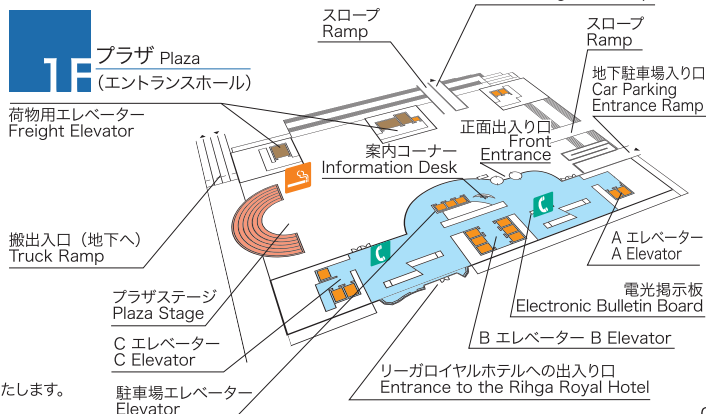 スロープ
Ramp
スロープ
Ramp
1F
プラザ Plaza
（エントランスホール）
地下駐車場入り口
Car Parking
Entrance Ramp
荷物用エレベーター
Freight Elevator
正面出入り口
Front
Entrance
案内コーナー
Information Desk
搬出入口（地下へ）
Truck Ramp
A エレベーター
A Elevator
プラザステージ
Plaza Stage
電光掲示板
Electronic Bulletin Board
C エレベーター
C Elevator
B エレベーター B Elevator
リーガロイヤルホテルへの出入り口
Entrance to the Rihga Royal Hotel
たします。
駐車場エレベーター
Elevator